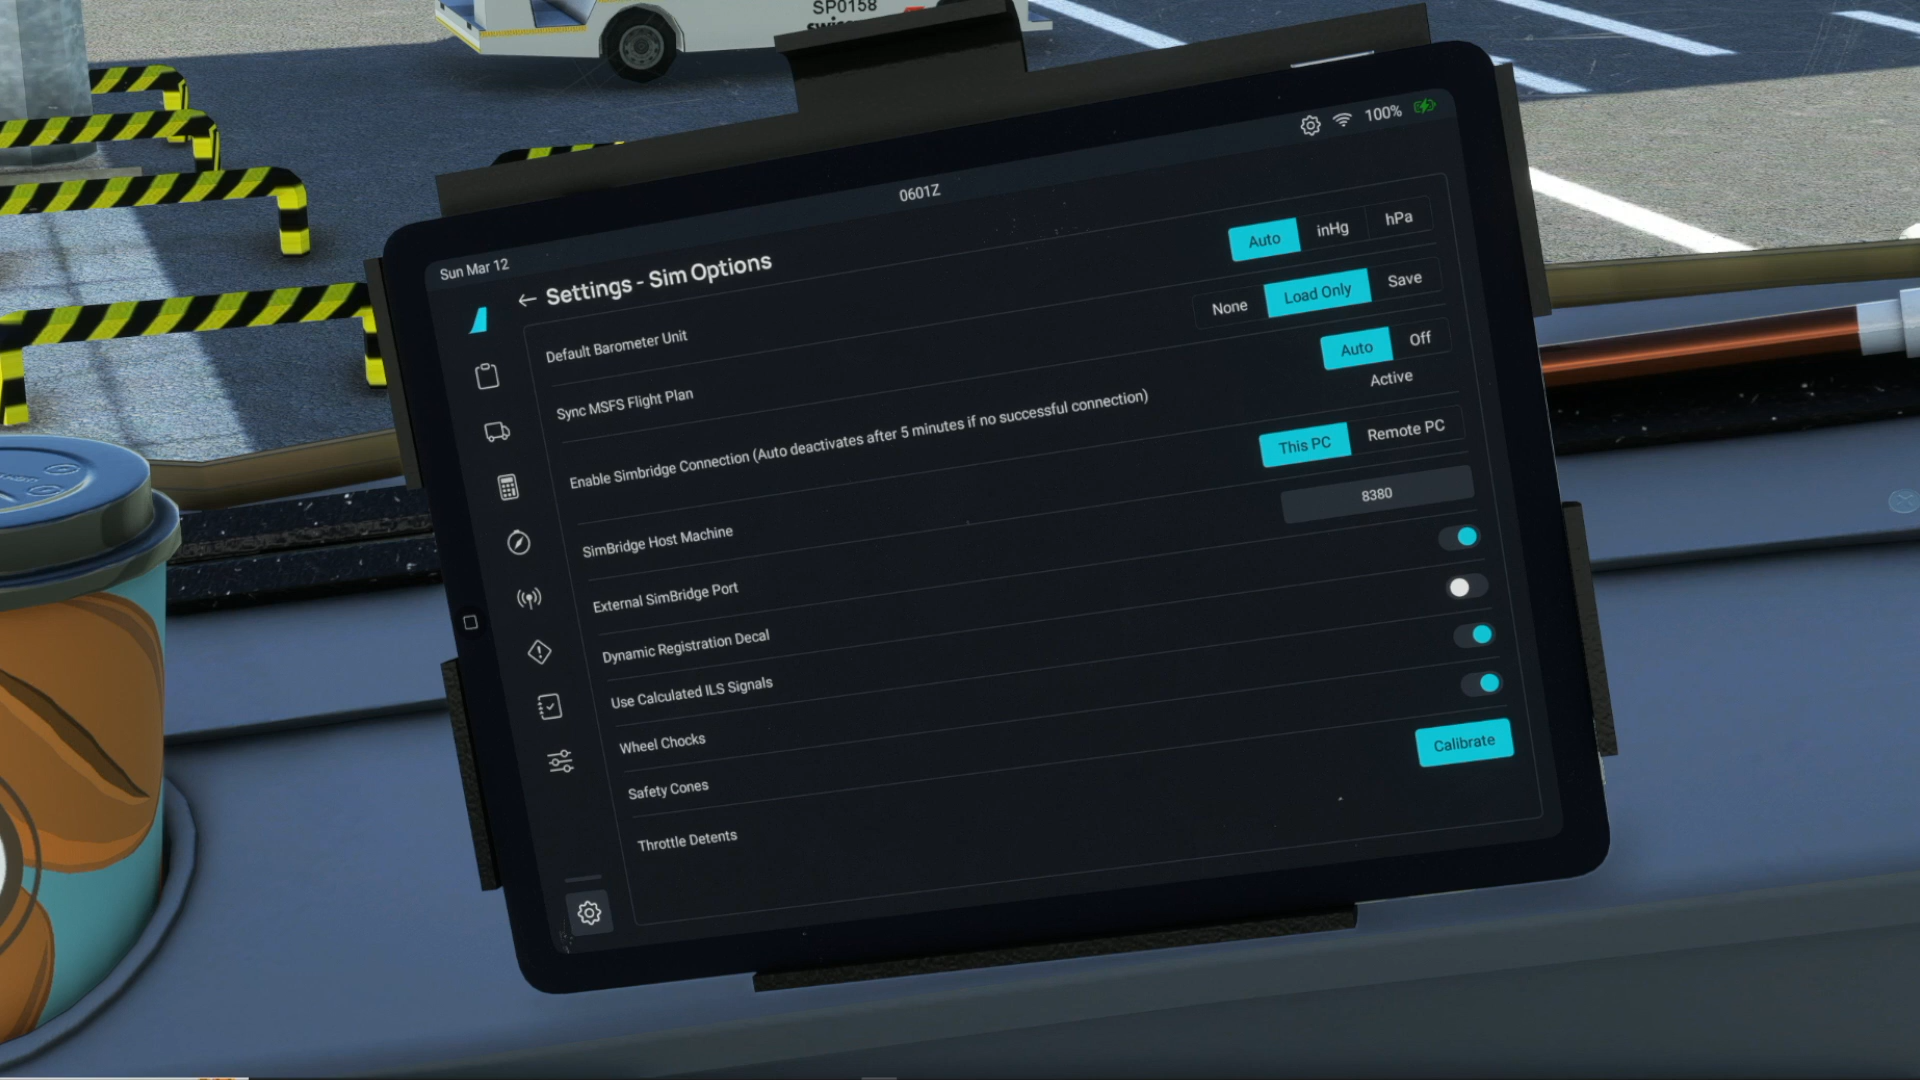 SP0158
swiss
100%
0601Z
Sun Mar 12
← Settings - Sim Options
Default Barometer Unit
Auto inHg hPa
Sync MSFS Flight Plan
None Load Only Save
Enable Simbridge Connection (Auto deactivates after 5 minutes if no successful connection)
Auto Off
Active
SimBridge Host Machine
This PC Remote PC
External SimBridge Port
8380
Dynamic Registration Decal
Use Calculated ILS Signals
Wheel Chocks
Safety Cones
Throttle Detents
Calibrate